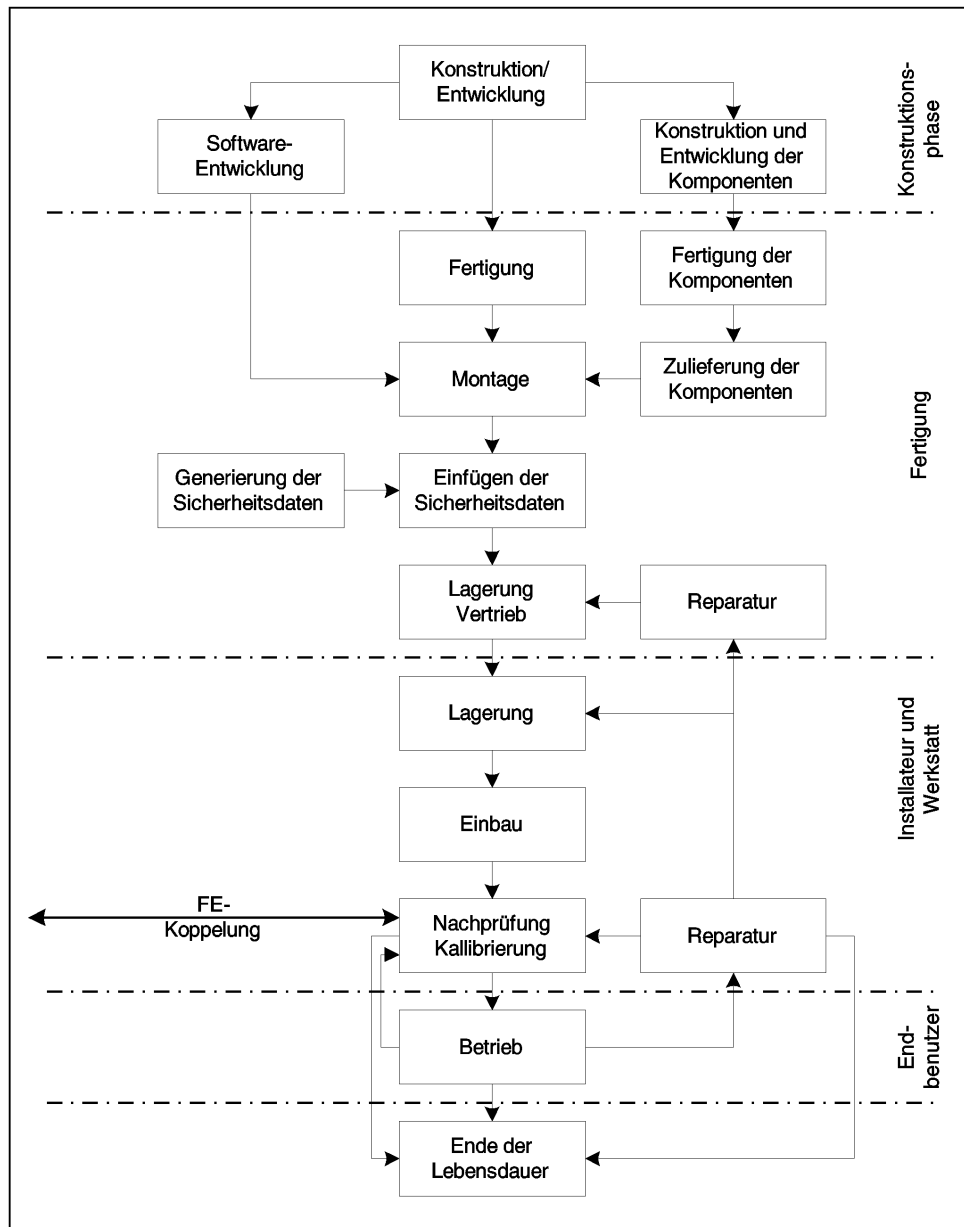 Konstruktion/
Entwicklung
Software-
Entwicklung
Konstruktion und
Entwicklung der
Komponenten
Konstruktions-
phase
Fertigung
Fertigung der
Komponenten
Montage
Zulieferung der
Komponenten
Generierung der
Sicherheitsdaten
Einfügen der
Sicherheitsdaten
Lagerung
Vertrieb
Reparatur
Fertigung
Lagerung
Einbau
FE-
Koppelung
Nachprüfung
Kallibrierung
Reparatur
Installateur und
Werkstatt
Betrieb
End-
benutzer
Ende der
Lebensdauer